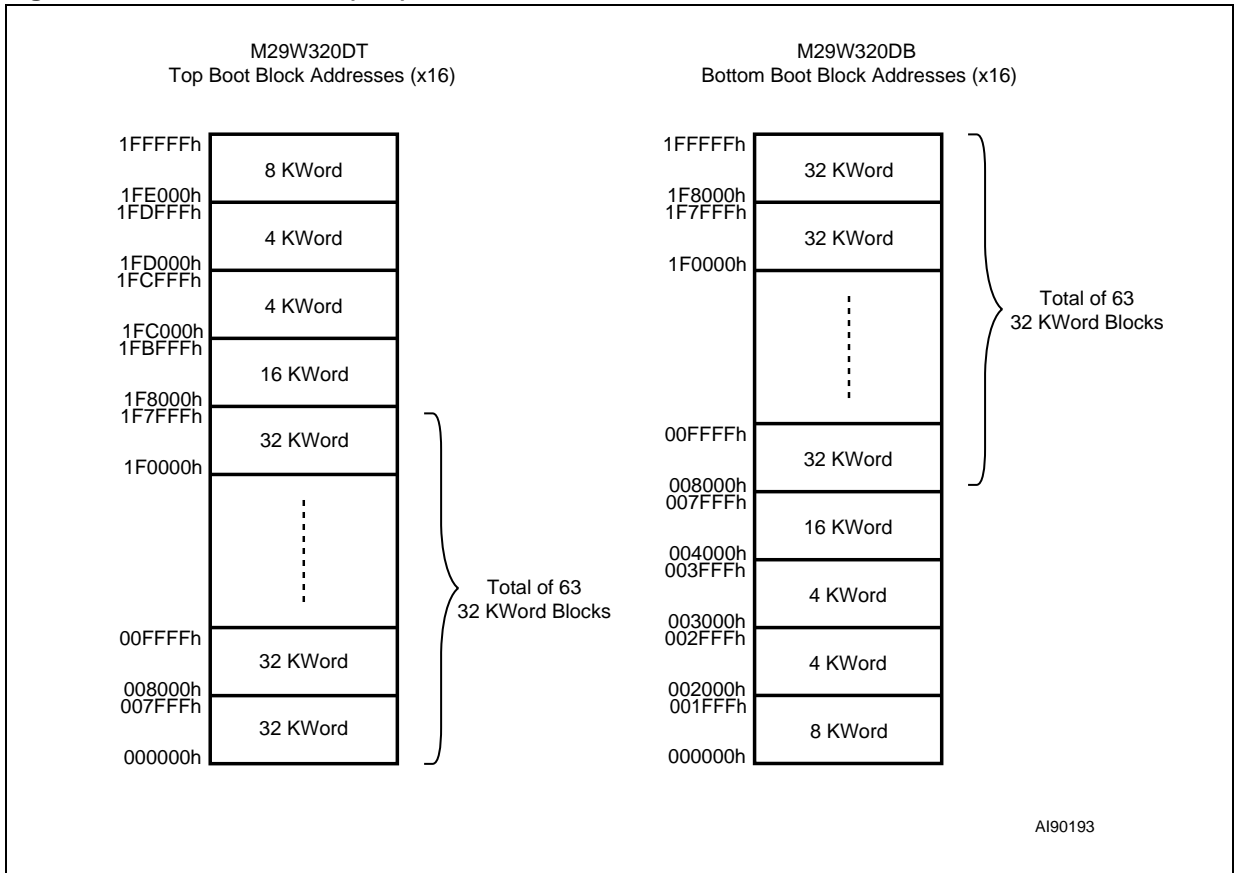 M29W320DT
Top Boot Block Addresses (x16)
1FFFFFh
8 KWord
1FE000h
1FDFFFh
4 KWord
1FD000h
1FCFFFh
4 KWord
1FC000h
1FBFFFh
16 KWord
1F8000h
1F7FFFh
32 KWord
1F0000h
Total of 63
32 KWord Blocks
00FFFFh
32 KWord
008000h
007FFFh
32 KWord
000000h
M29W320DB
Bottom Boot Block Addresses (x16)
1FFFFFh
32 KWord
1F8000h
1F7FFFh
32 KWord
1F0000h
Total of 63
32 KWord Blocks
00FFFFh
32 KWord
008000h
007FFFh
16 KWord
004000h
003FFFh
4 KWord
003000h
002FFFh
4 KWord
002000h
001FFFh
8 KWord
000000h
AI90193